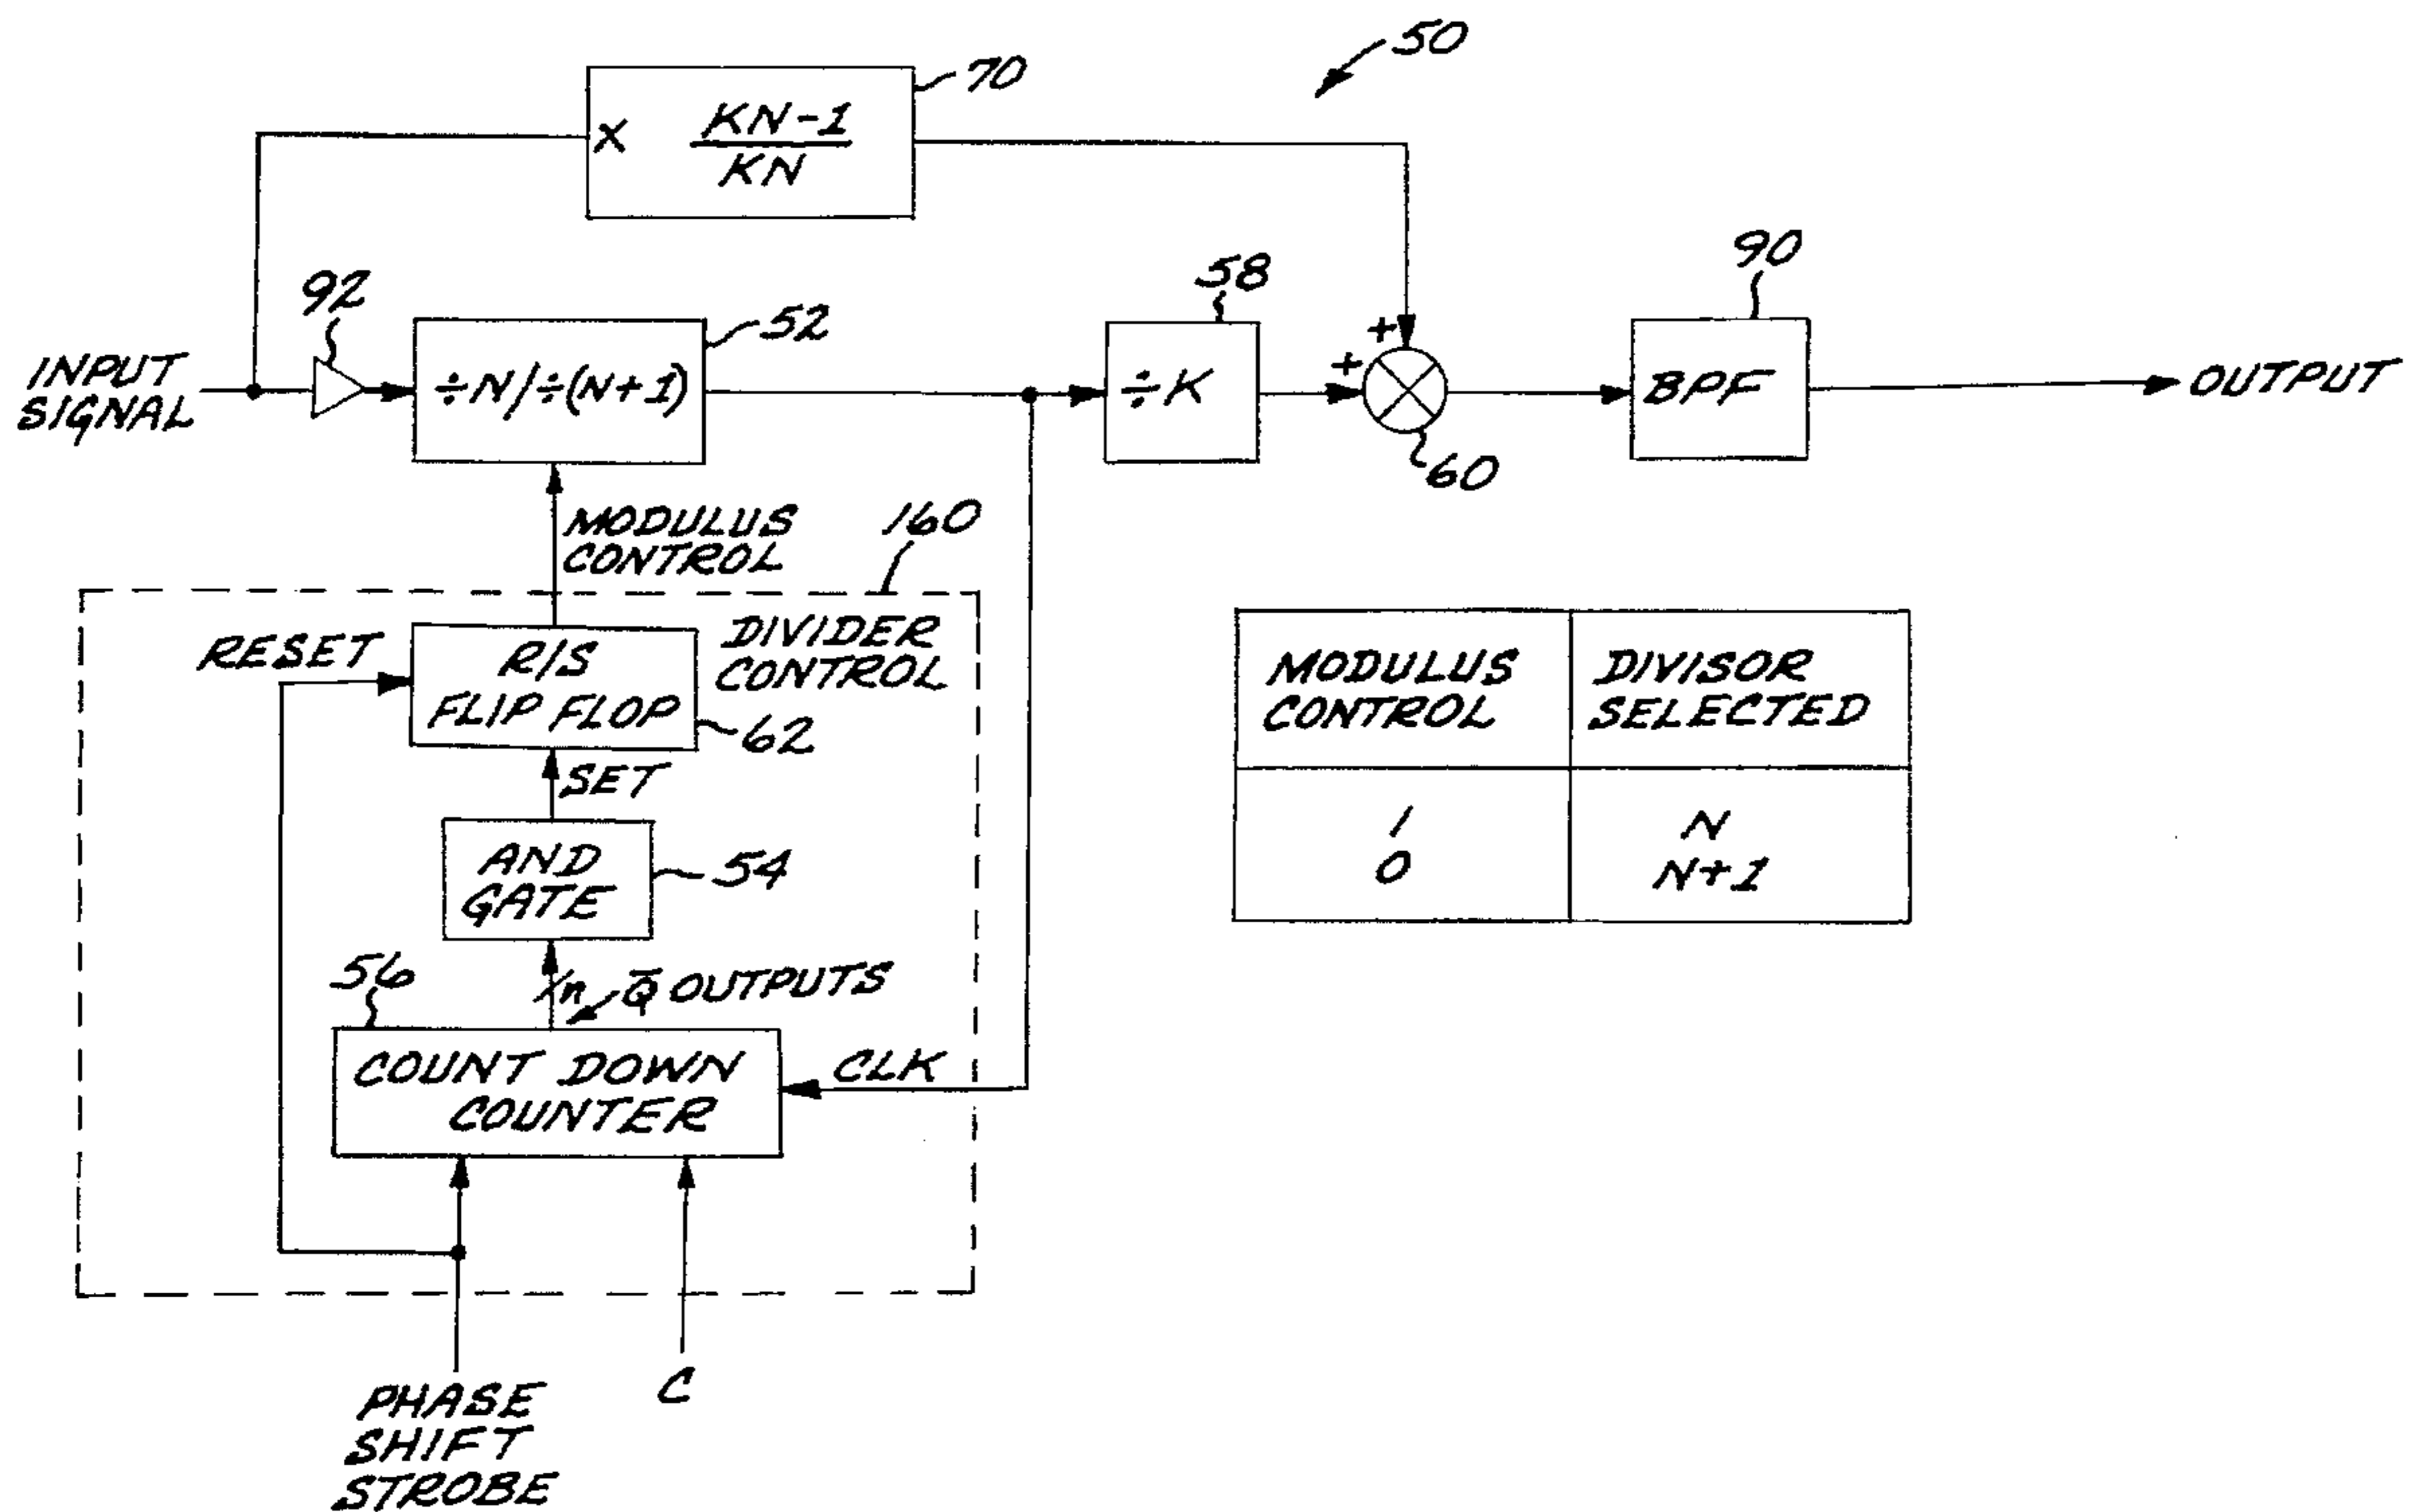 50
70
X KN-1
KN
92
52
58
90
INPUT
SIGNAL
÷N/÷(N+1)
÷K
+
+
60
BPF
OUTPUT
MODULUS
CONTROL
160
DIVIDER
CONTROL
RESET
R/S
FLIP FLOP
62
SET
AND
GATE
54
56
n
Q̄ OUTPUTS
COUNT DOWN
COUNTER
CLK
PHASE
SHIFT
STROBE
C
MODULUS
CONTROL
DIVISOR
SELECTED
1 N
0 N+1